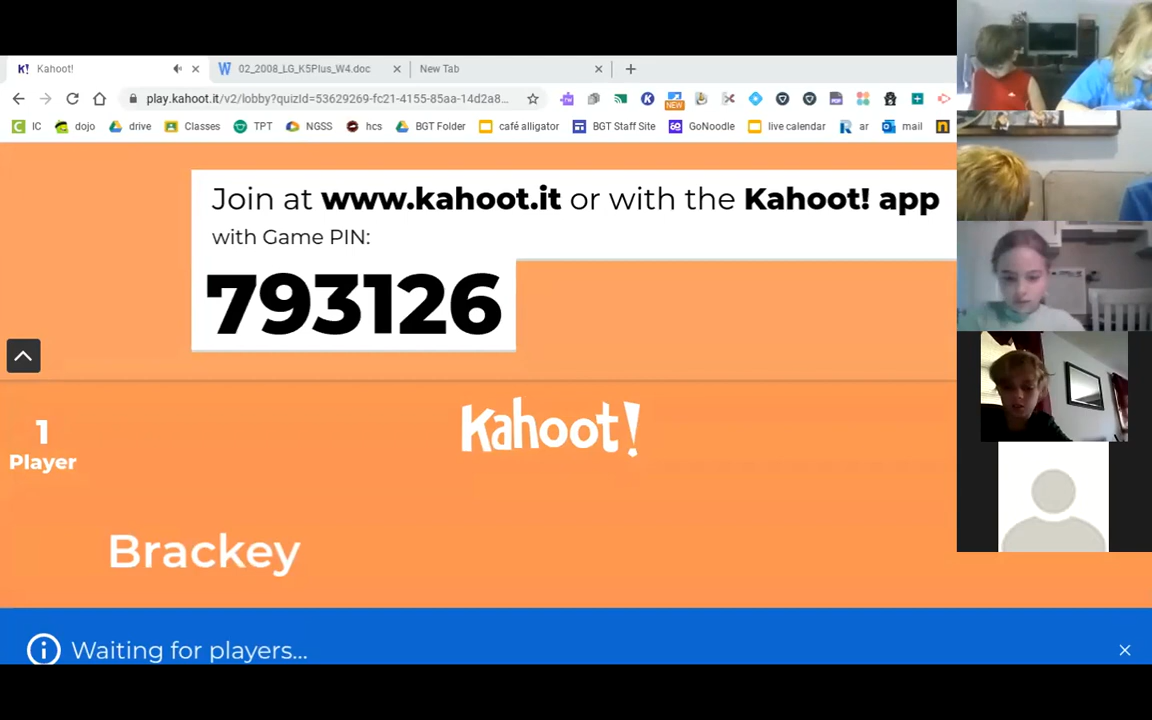 K! Kahoot!
02_2008_LG_K5Plus_W4.doc
New Tab
play.kahoot.it/v2/lobby?quizId=53629269-fc21-4155-85aa-14d2a8...
NEW
IC dojo drive Classes TPT NGSS hcs BGT Folder café alligator BGT Staff Site GoNoodle live calendar ar mail
Join at www.kahoot.it or with the Kahoot! app
with Game PIN:
793126
Kahoot!
1
Player
Brackey
Waiting for players...